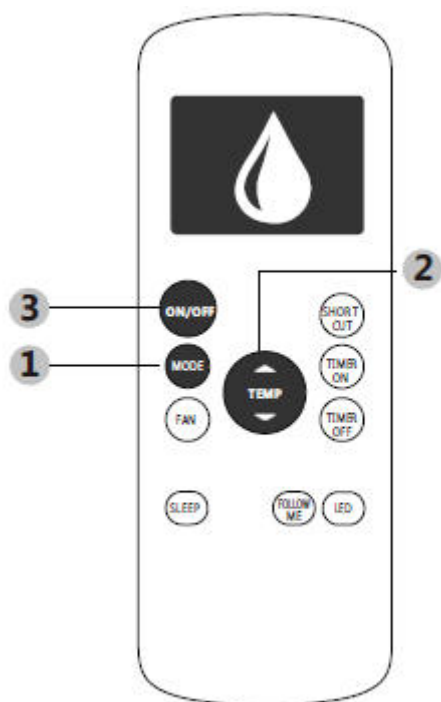 2
3
ON/OFF
SHORT
CUT
1
MODE
TEMP
TIMER
ON
FAN
TIMER
OFF
SLEEP
FOLLOW
ME
LED